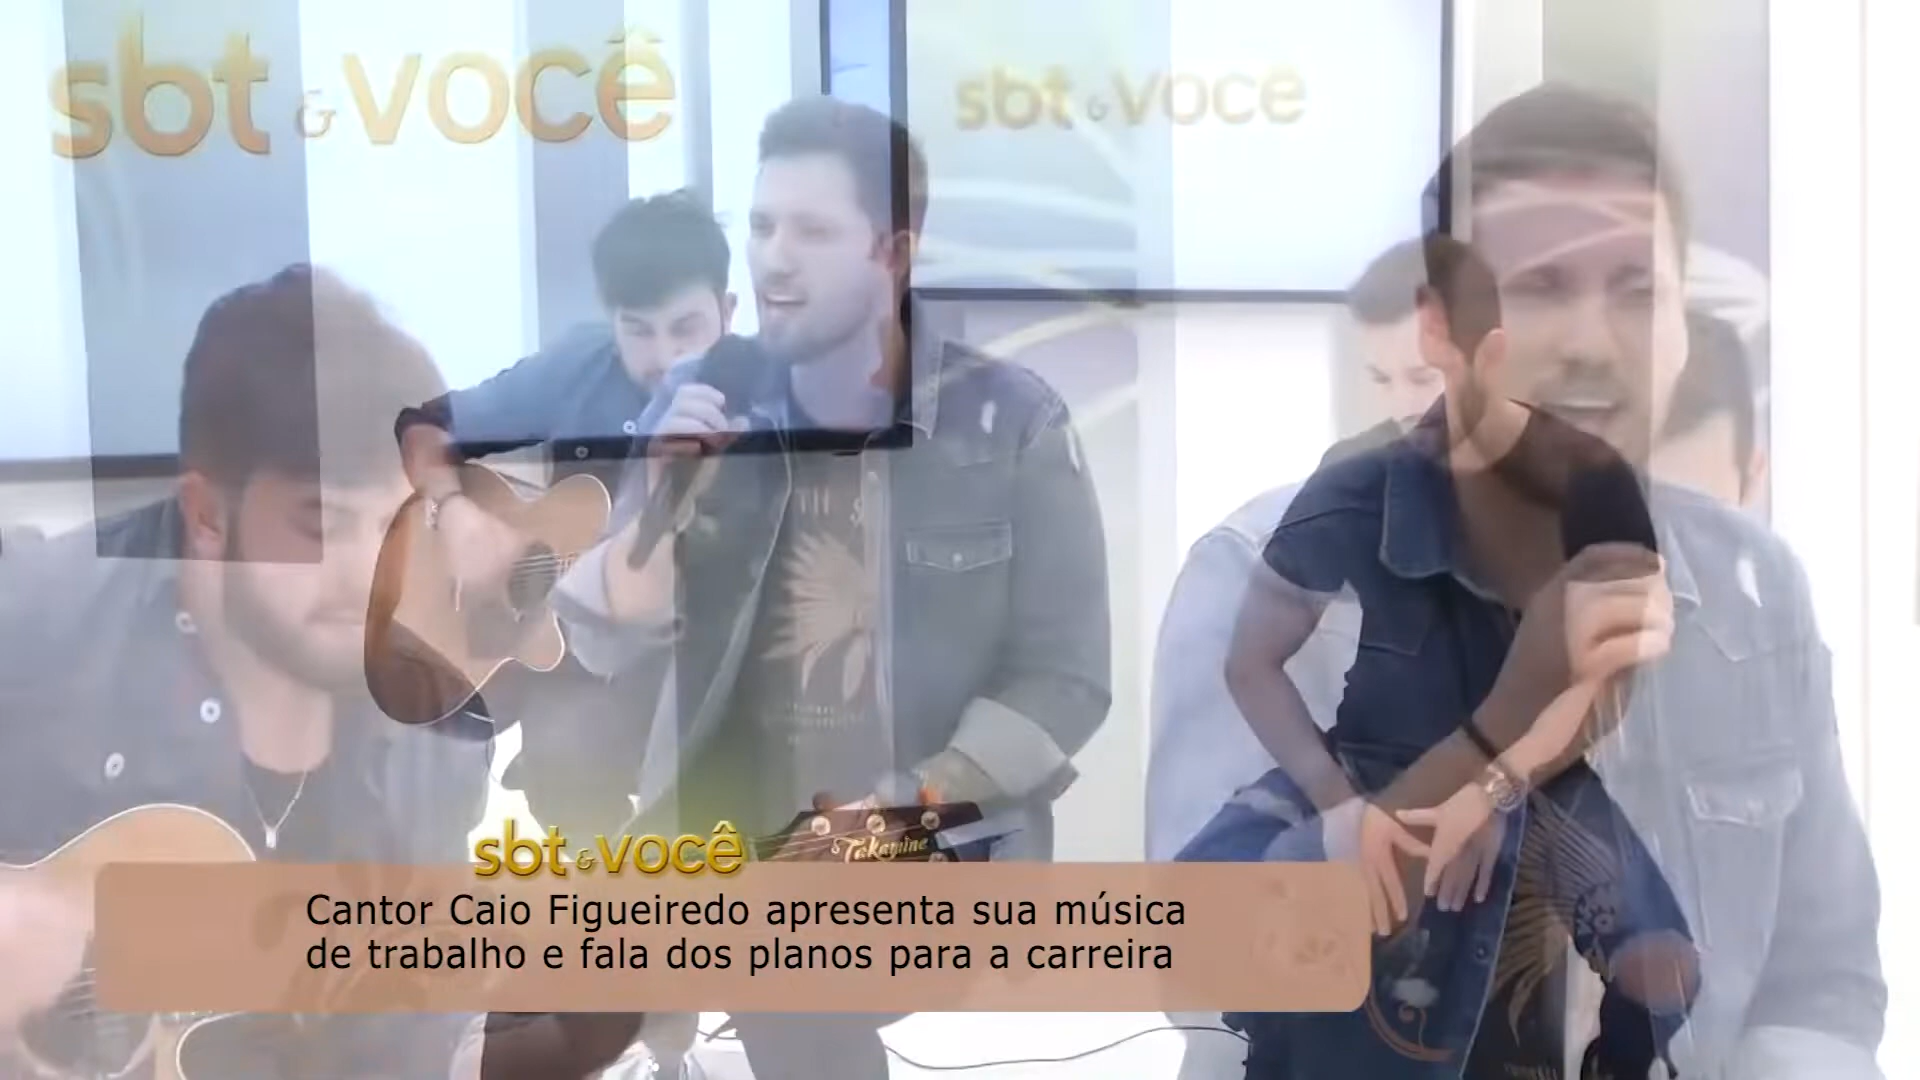 sbt & você
sbt & você
sbt & você
Takamine
Cantor Caio Figueiredo apresenta sua música
de trabalho e fala dos planos para a carreira